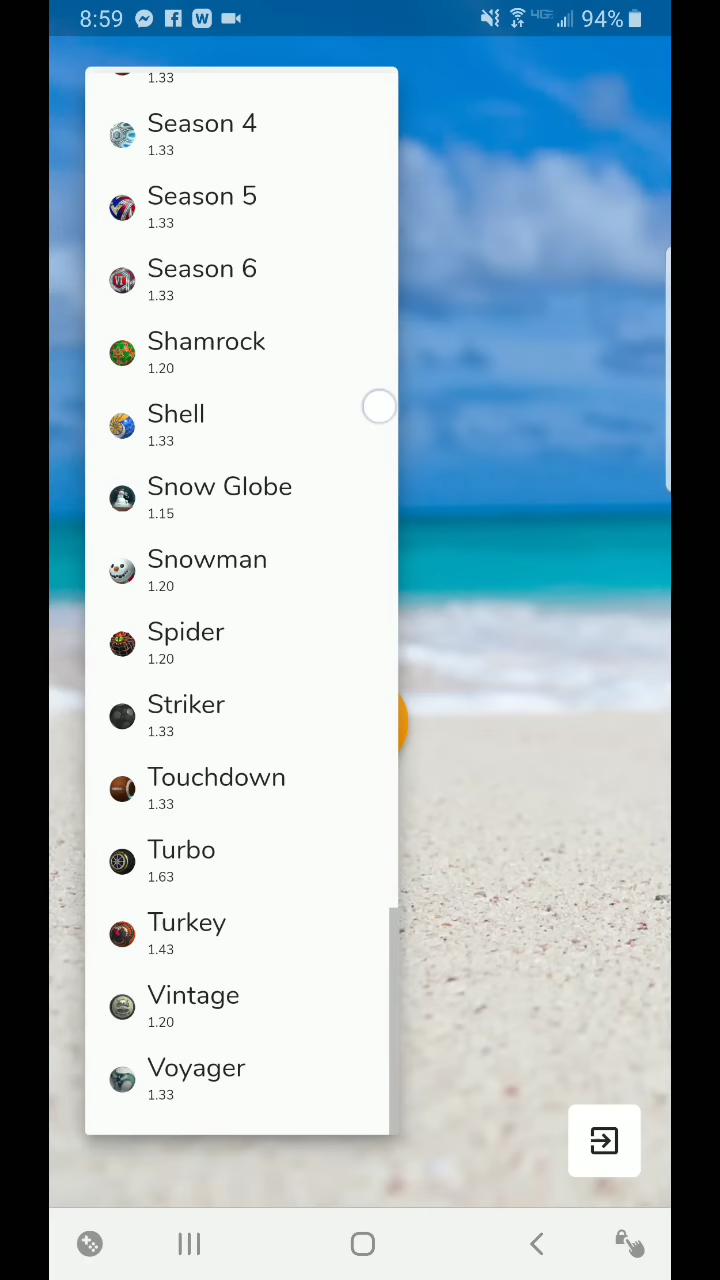 8:59
4G
94%
1.33
Season 4
1.33
Season 5
1.33
Season 6
1.33
Shamrock
1.20
Shell
1.33
Snow Globe
1.15
Snowman
1.20
Spider
1.20
Striker
1.33
Touchdown
1.33
Turbo
1.63
Turkey
1.43
Vintage
1.20
Voyager
1.33